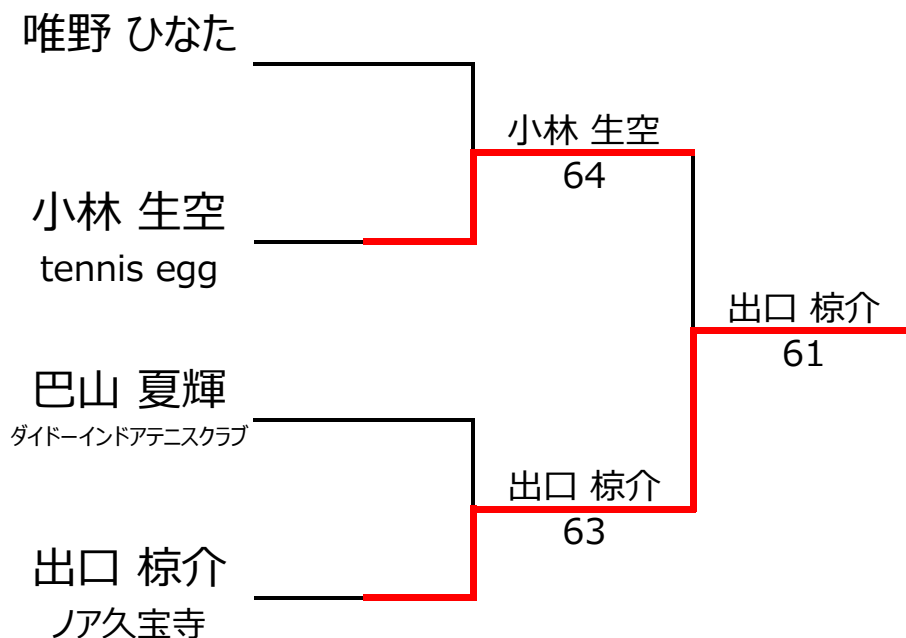 唯野 ひなた
小林 生空
64
小林 生空
tennis egg
出口 椋介
61
巴山 夏輝
ダイドーインドアテニスクラブ
出口 椋介
63
出口 椋介
ノア久宝寺